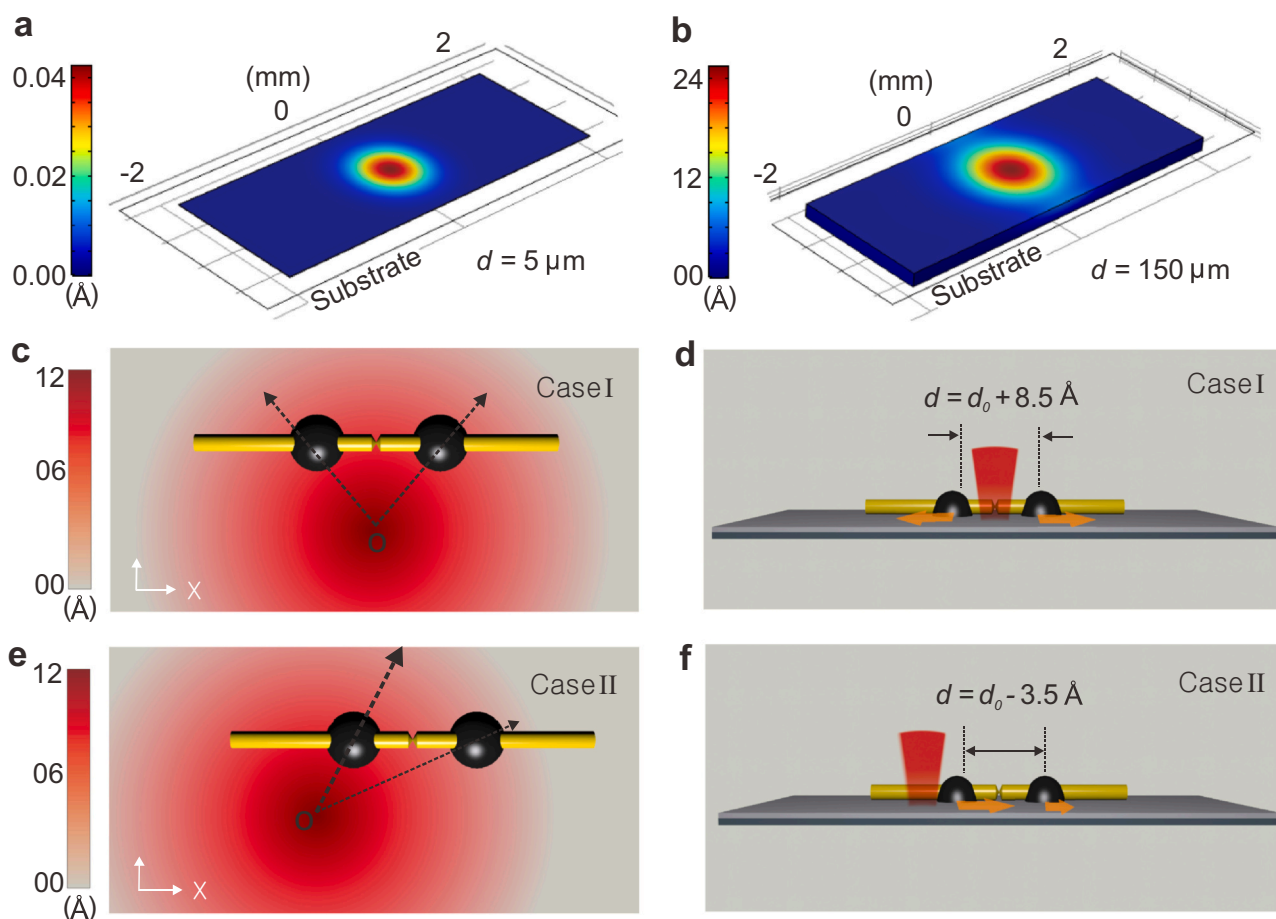 a
0.04
0.02
0.00
(Å)
(mm)
-2
0
2
Substrate
d = 5 µm
b
24
12
00
(Å)
(mm)
-2
0
2
Substrate
d = 150 µm
c
12
06
00
(Å)
Case I
O
X
d
Case I
d = d₀ + 8.5 Å
e
12
06
00
(Å)
Case II
O
X
f
Case II
d = d₀ - 3.5 Å